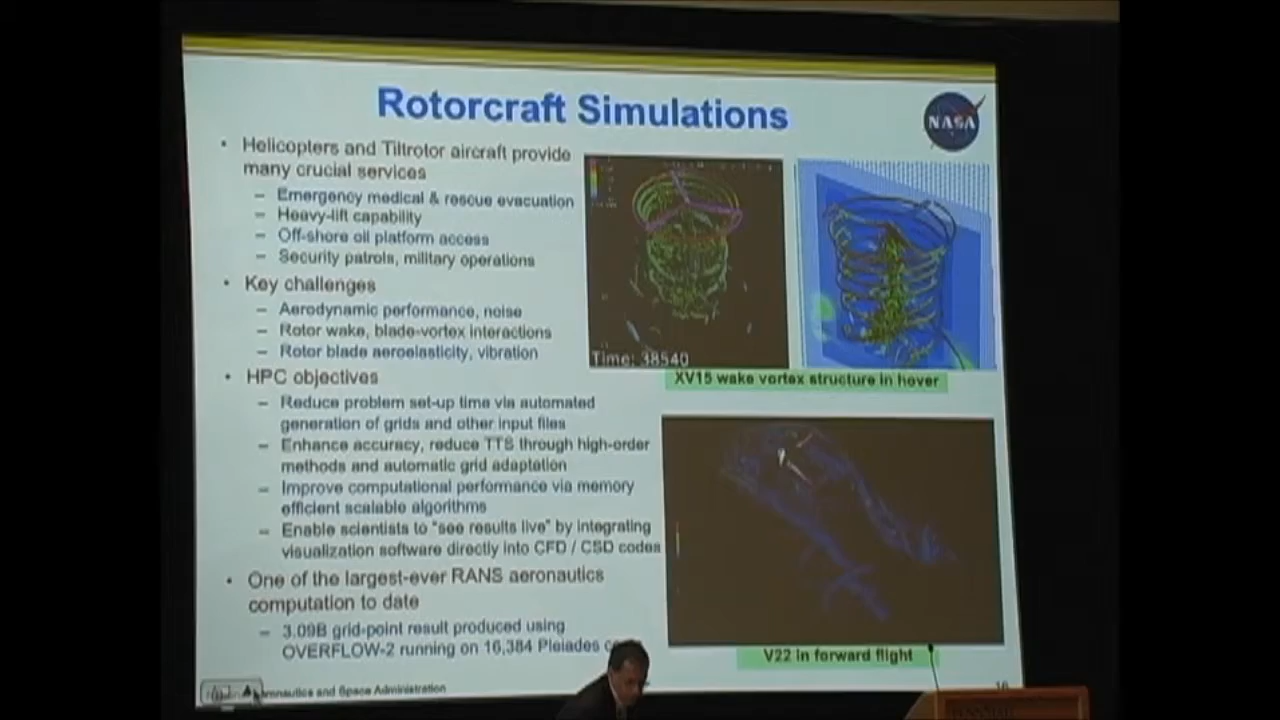 Rotorcraft Simulations
NASA
• Helicopters and Tiltrotor aircraft provide
many crucial services
– Emergency medical & rescue evacuation
– Heavy-lift capability
– Off-shore oil platform access
– Security patrols, military operations
• Key challenges
– Aerodynamic performance, noise
– Rotor wake, blade-vortex interactions
– Rotor blade aeroelasticity, vibration
• HPC objectives
– Reduce problem set-up time via automated
generation of grids and other input files
– Enhance accuracy, reduce TTS through high-order
methods and automatic grid adaptation
– Improve computational performance via memory
efficient scalable algorithms
– Enable scientists to "see results live" by integrating
visualization software directly into CFD / CSD codes
• One of the largest-ever RANS aeronautics
computation to date
– 3.09B grid-point result produced using
OVERFLOW-2 running on 16,384 Pleiades
Time: 38540
XV15 wake vortex structure in hover
V22 in forward flight
and Space Administration